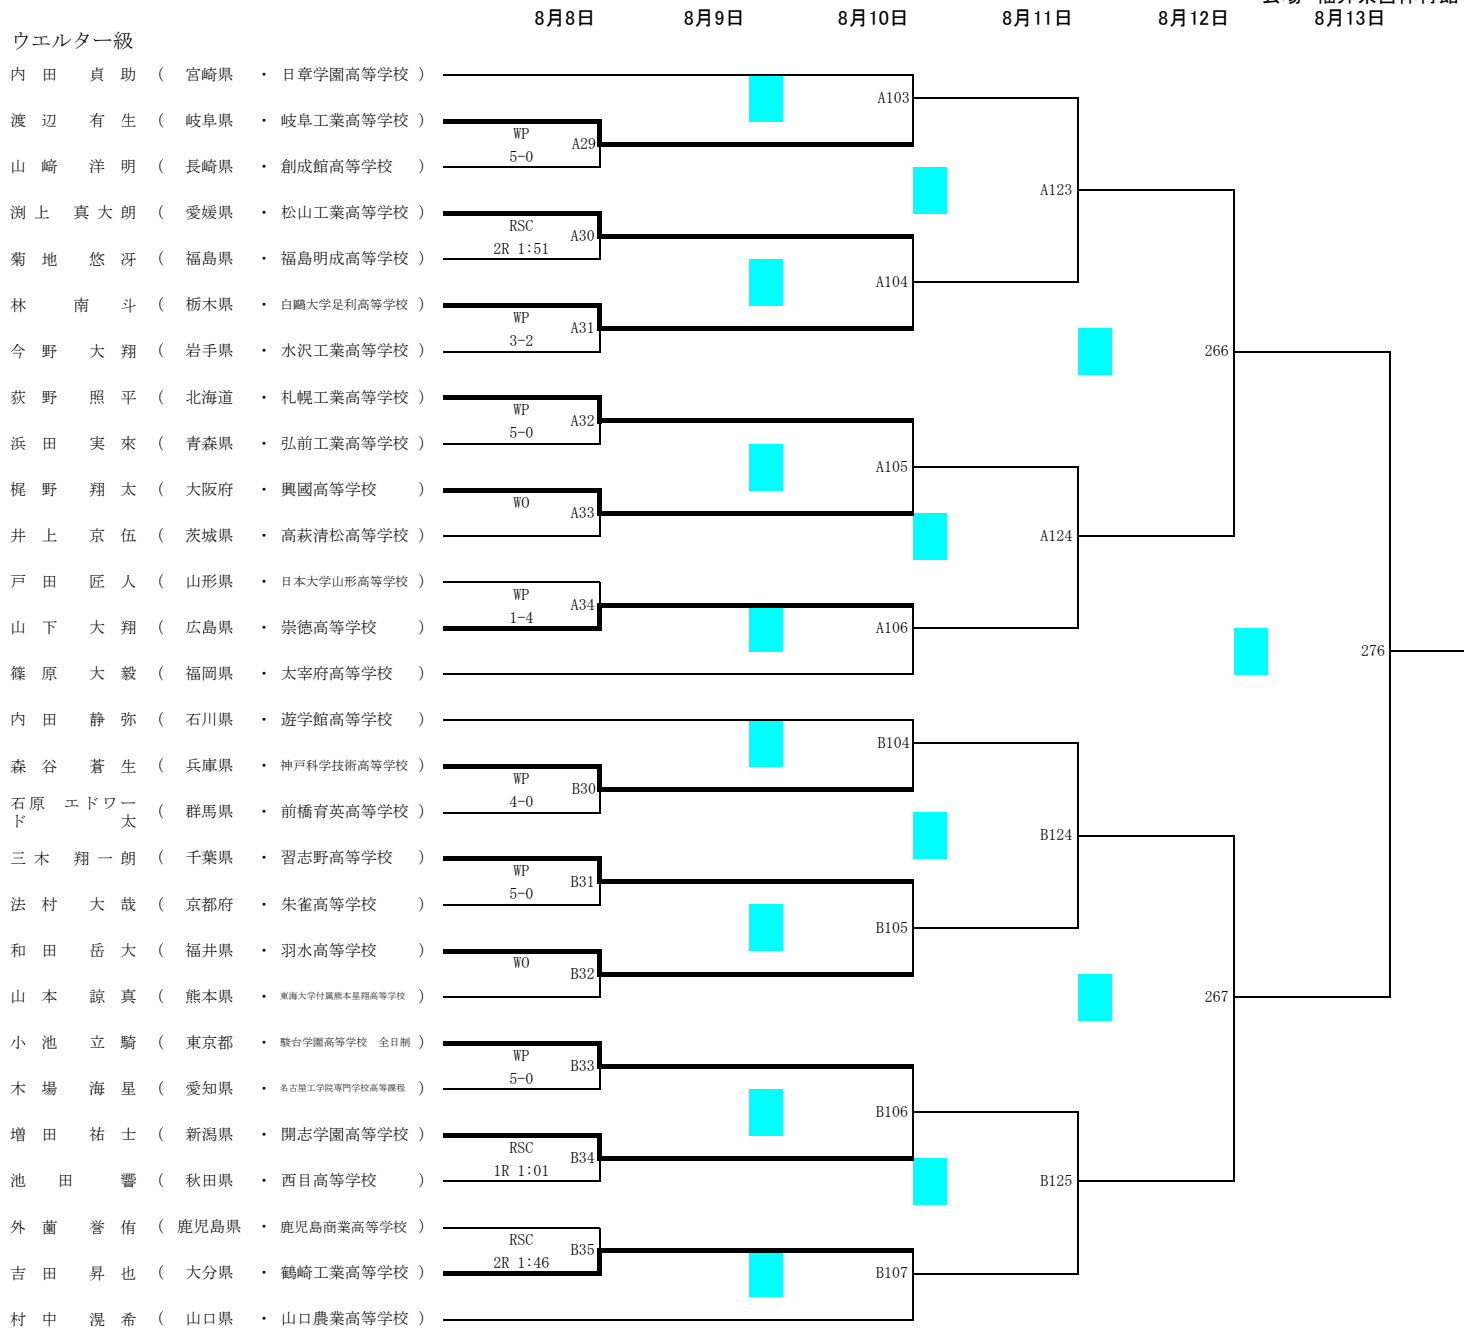 8月8日 8月9日 8月10日 8月11日 8月12日 8月13日
ウエルター級
内田 貞助 ( 宮崎県 ・ 日章学園高等学校 )
A103
渡辺 有生 ( 岐阜県 ・ 岐阜工業高等学校 )
WP
A29
5-0
山﨑 洋明 ( 長崎県 ・ 創成館高等学校 )
A123
渕上 真大朗 ( 愛媛県 ・ 松山工業高等学校 )
RSC
A30
2R 1:51
菊地 悠冴 ( 福島県 ・ 福島明成高等学校 )
A104
林 南斗 ( 栃木県 ・ 白鷗大学足利高等学校 )
WP
A31
3-2
今野 大翔 ( 岩手県 ・ 水沢工業高等学校 )
266
荻野 照平 ( 北海道 ・ 札幌工業高等学校 )
WP
A32
5-0
浜田 実來 ( 青森県 ・ 弘前工業高等学校 )
A105
梶野 翔太 ( 大阪府 ・ 興國高等学校 )
WO
A33
井上 京伍 ( 茨城県 ・ 高萩清松高等学校 )
A124
戸田 匠人 ( 山形県 ・ 日本大学山形高等学校 )
WP
A34
1-4
山下 大翔 ( 広島県 ・ 崇徳高等学校 )
A106
276
篠原 大毅 ( 福岡県 ・ 太宰府高等学校 )
内田 静弥 ( 石川県 ・ 遊学館高等学校 )
B104
森谷 蒼生 ( 兵庫県 ・ 神戸科学技術高等学校 )
WP
B30
4-0
石原 エドワー
ド 太 ( 群馬県 ・ 前橋育英高等学校 )
B124
三木 翔一朗 ( 千葉県 ・ 習志野高等学校 )
WP
B31
5-0
法村 大哉 ( 京都府 ・ 朱雀高等学校 )
B105
和田 岳大 ( 福井県 ・ 羽水高等学校 )
WO
B32
山本 諒真 ( 熊本県 ・ 東海大学付属熊本星翔高等学校 )
267
小池 立騎 ( 東京都 ・ 駿台学園高等学校 全日制 )
WP
B33
5-0
木場 海星 ( 愛知県 ・ 名古屋工学院専門学校高等課程 )
B106
増田 祐士 ( 新潟県 ・ 開志学園高等学校 )
RSC
B34
1R 1:01
池田 響 ( 秋田県 ・ 西目高等学校 )
B125
外薗 誉侑 ( 鹿児島県 ・ 鹿児島商業高等学校 )
RSC
B35
2R 1:46
吉田 昇也 ( 大分県 ・ 鶴崎工業高等学校 )
B107
村中 滉希 ( 山口県 ・ 山口農業高等学校 )